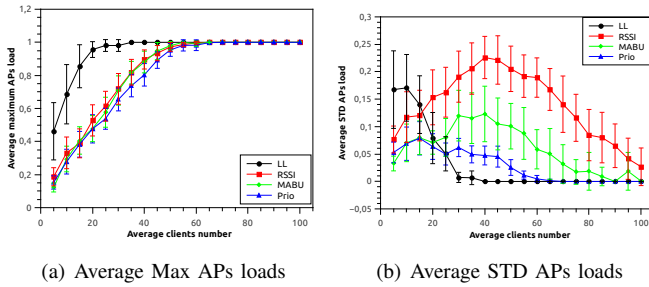 1,2
1
0,8
0,6
0,4
0,2
0
Average maximum APs load
0 20 40 60 80 100
Average clients number
LL
RSSI
MABU
Prio
0,3
0,25
0,2
0,15
0,1
0,05
0
-0,05
Average STD APs load
0 20 40 60 80 100
Average clients number
LL
RSSI
MABU
Prio
(a) Average Max APs loads
(b) Average STD APs loads